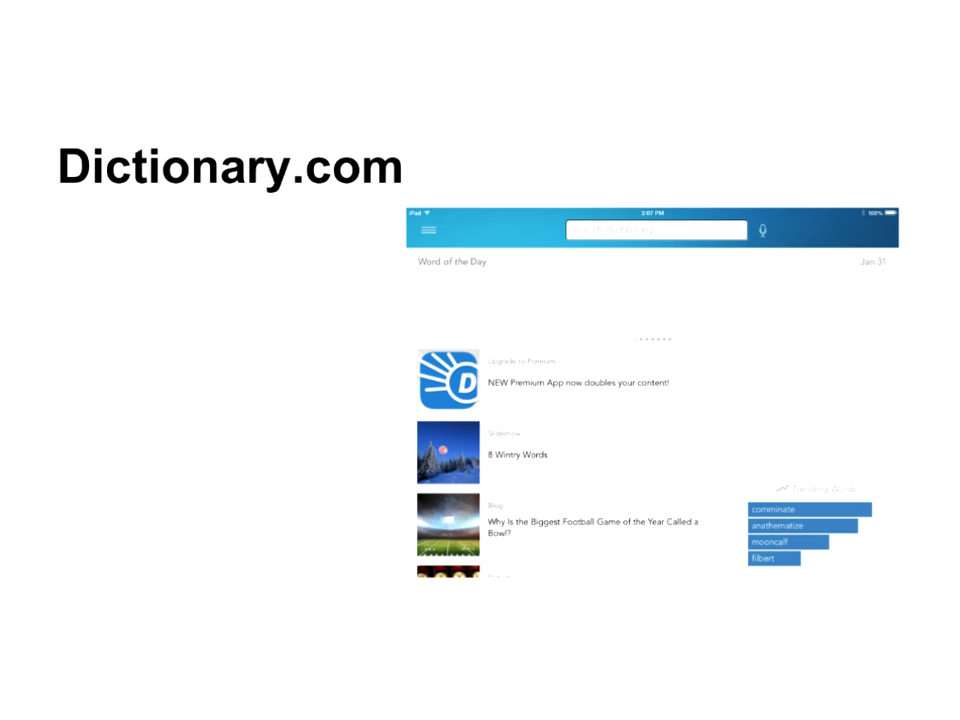 Dictionary.com
iPad 2:07 PM 100%
search dictionary
Word of the Day Jan 31
Upgrade to Premium
NEW Premium App now doubles your content!
Slideshow
8 Wintry Words
Blog
Why Is the Biggest Football Game of the Year Called a
Bowl?
Trending Words
comminate
anathematize
mooncalf
filbert